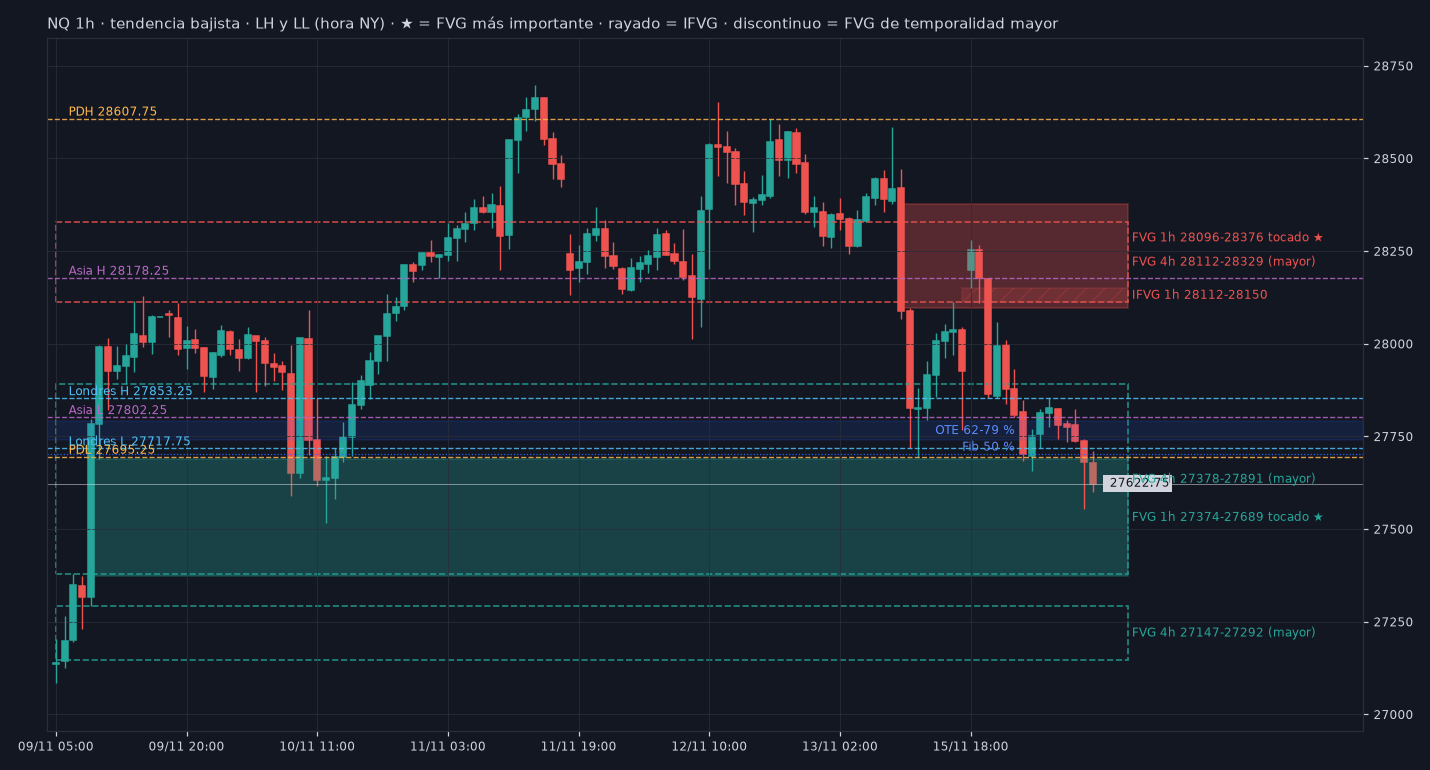 NQ 1h · tendencia bajista · LH y LL (hora NY) · ★ = FVG más importante · rayado = IFVG · discontinuo = FVG de temporalidad mayor
28750
PDH 28607.75
28500
FVG 1h 28096-28376 tocado ★
28250
FVG 4h 28112-28329 (mayor)
Asia H 28178.25
IFVG 1h 28112-28150
28000
Londres H 27853.25
Asia L 27802.25
OTE 62-79 %
27750
Londres L 27717.75
Fib 50 %
PDL 27695.25
FVG 4h 27378-27891 (mayor)
27622.75
FVG 1h 27374-27689 tocado ★
27500
27250
FVG 4h 27147-27292 (mayor)
27000
09/11 05:00
09/11 20:00
10/11 11:00
11/11 03:00
11/11 19:00
12/11 10:00
13/11 02:00
15/11 18:00